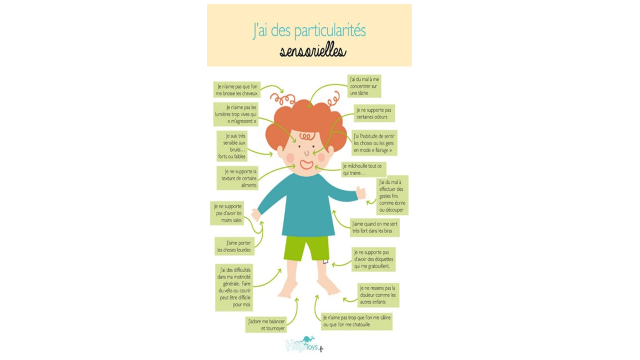 J'ai des particularités
sensorielles
Je n'aime pas que l'on
me brosse les cheveux
J'ai du mal à me
concentrer sur
une tâche
Je n'aime pas les
lumières trop vives qui
« m'agressent »
Je ne supporte pas
certaines odeurs
Je suis très
sensible aux
bruits…
forts ou faibles
J'ai l'habitude de sentir
les choses ou les gens
en mode « flairage »
Je ne supporte la
texture de certains
aliments
Je mâchouille tout ce
qui traine…
J'ai du mal à
effectuer des
gestes fins
comme écrire
ou découper
Je ne supporte
pas d'avoir les
mains sales
J'aime quand on me sert
très fort dans les bras
J'aime porter
les choses lourdes
Je ne supporte pas
d'avoir des étiquettes
qui me gratouillent
J'ai des difficultés
dans ma motricité
générale. Faire
du vélo ou courir
peut être difficile
pour moi
Je ne ressens pas la
douleur comme les
autres enfants
J'adore me balancer
et tournoyer
Je n'aime pas trop que l'on me câline
ou que l'on me chatouille